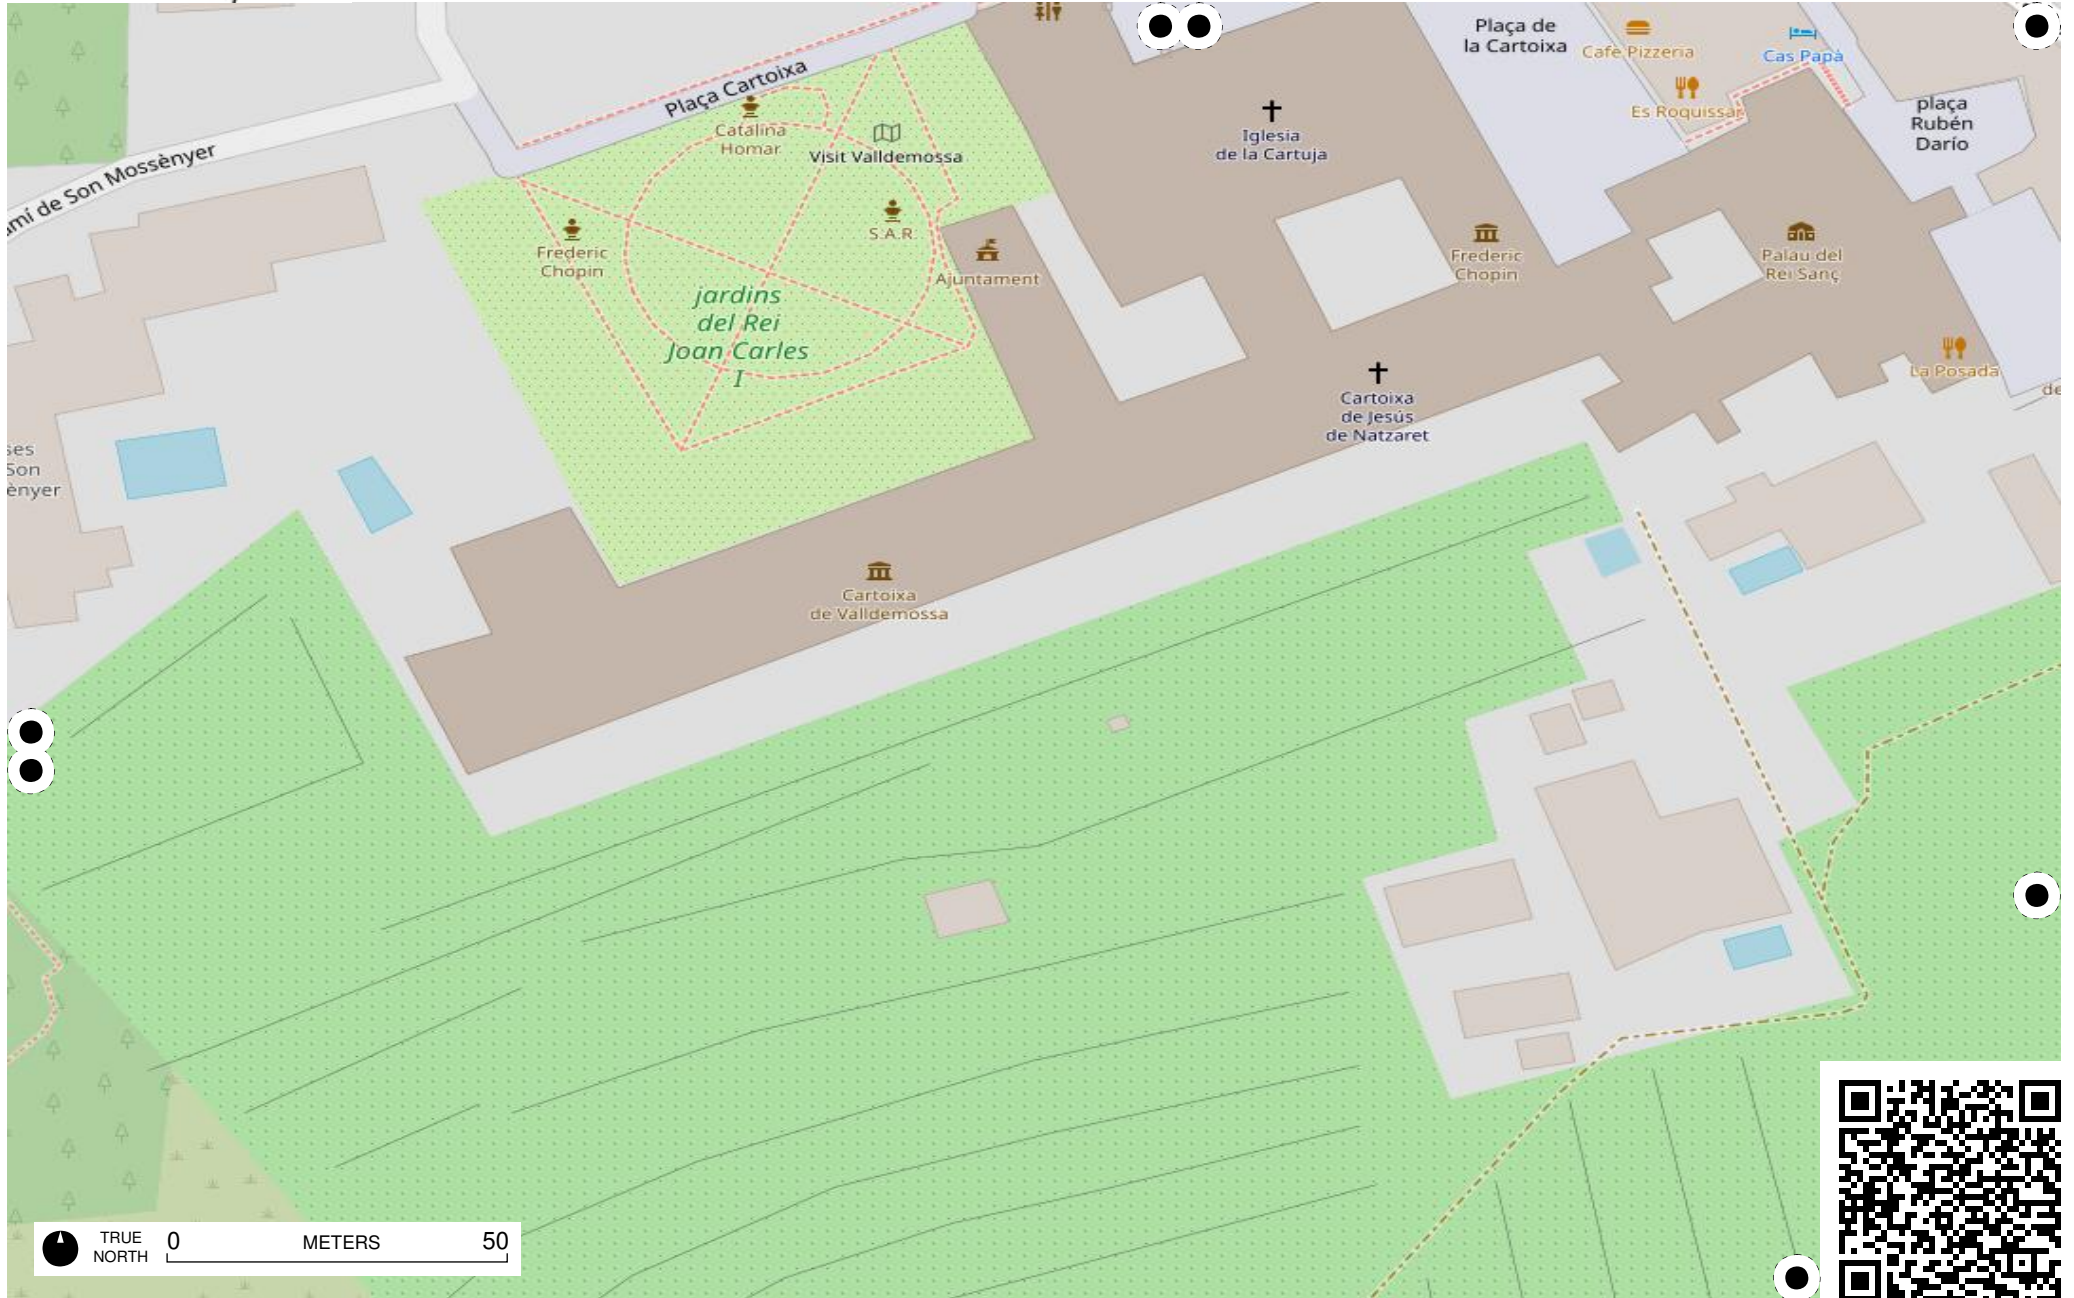 Plaça Cartoixa
Plaça de
la Cartoixa
Cafè Pizzeria
Cas Papà
Es Roquissar
plaça
Rubén
Darío
Catalina
Homar
Visit Valldemossa
Iglesia
de la Cartuja
amí de Son Mossènyer
S.A.R.
Frederic
Chopin
Ajuntament
Frederic
Chopin
Palau del
Rei Sanç
jardins
del Rei
Joan Carles
I
La Posada
de
Cartoixa
de Jesús
de Natzaret
ses
Son
ènyer
Cartoixa
de Valldemossa
TRUE
NORTH
0 METERS 50